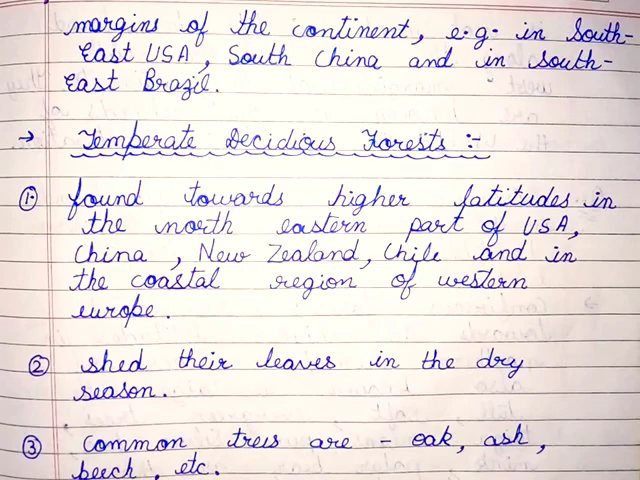 margins of the continent, e.g. in South-
East USA, South China and in south-
East Brazil.
→ Temperate Decidious Forests :-
① found towards higher latitudes in
the north eastern part of USA,
China, New Zealand, Chile and in
the coastal region of western
europe.
② shed their leaves in the dry
season.
③ common trees are - oak, ash,
beech, etc.